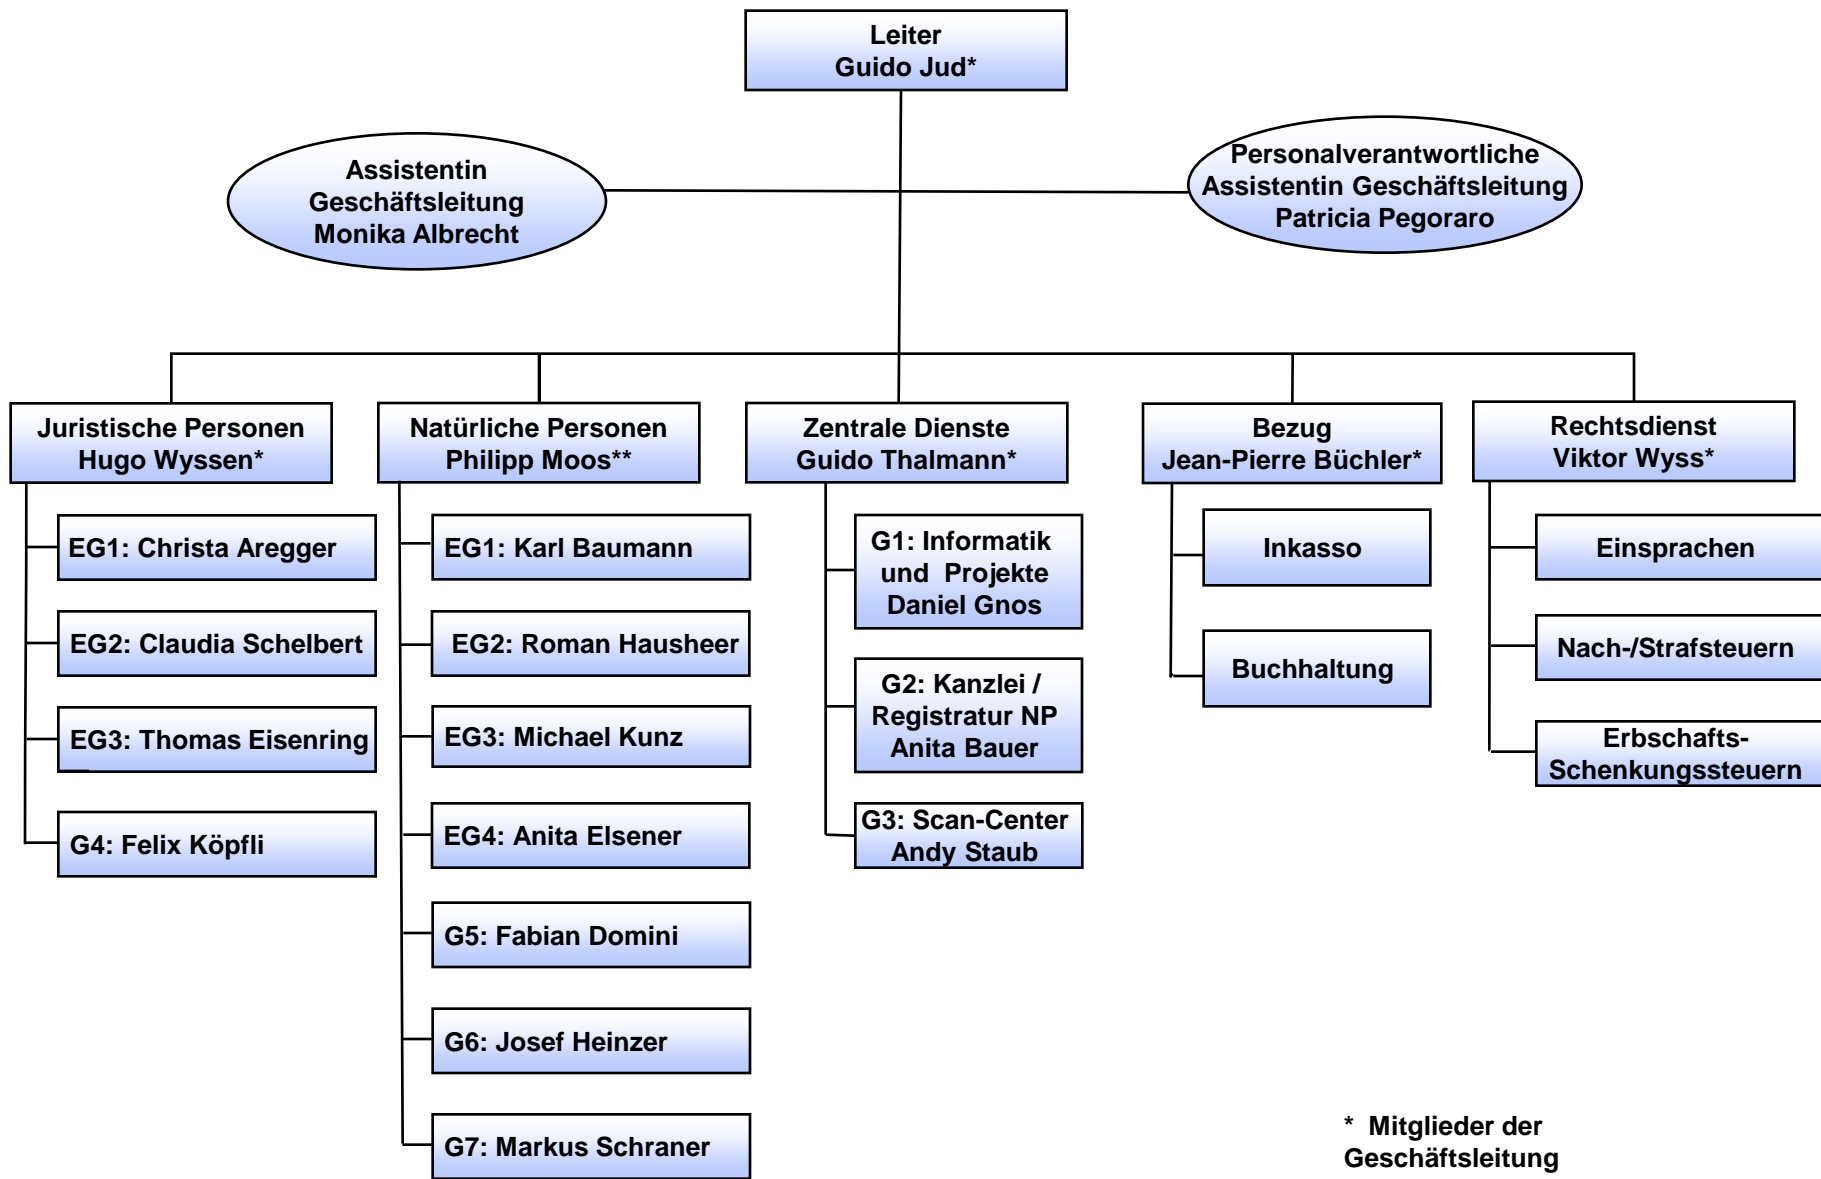 Leiter
Guido Jud*
Assistentin
Geschäftsleitung
Monika Albrecht
Personalverantwortliche
Assistentin Geschäftsleitung
Patricia Pegoraro
Juristische Personen
Hugo Wyssen*
EG1: Christa Aregger
EG2: Claudia Schelbert
EG3: Thomas Eisenring
G4: Felix Köpfli
Natürliche Personen
Philipp Moos**
EG1: Karl Baumann
EG2: Roman Hausheer
EG3: Michael Kunz
EG4: Anita Elsener
G5: Fabian Domini
G6: Josef Heinzer
G7: Markus Schraner
Zentrale Dienste
Guido Thalmann*
G1: Informatik
und Projekte
Daniel Gnos
G2: Kanzlei /
Registratur NP
Anita Bauer
G3: Scan-Center
Andy Staub
Bezug
Jean-Pierre Büchler*
Inkasso
Buchhaltung
Rechtsdienst
Viktor Wyss*
Einsprachen
Nach-/Strafsteuern
Erbschafts-
Schenkungssteuern
* Mitglieder der
Geschäftsleitung